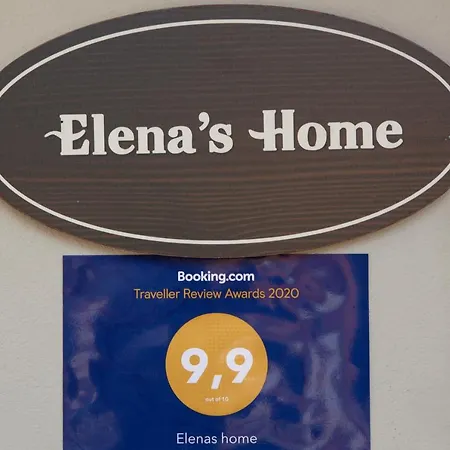 Elena's Home
Booking.com
Traveller Review Awards 2020
9,9
out of 10
Elenas home